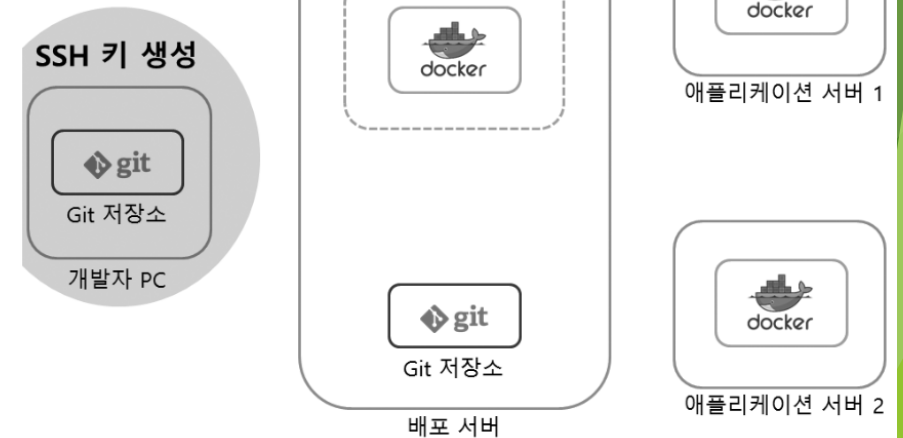 SSH 키 생성
git
Git 저장소
개발자 PC
docker
git
Git 저장소
배포 서버
docker
애플리케이션 서버 1
docker
애플리케이션 서버 2